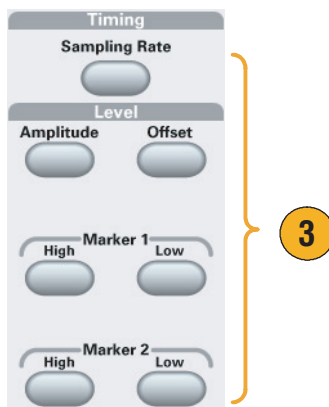 Timing
Sampling Rate
Level
Amplitude Offset
Marker 1
High Low
Marker 2
High Low
3